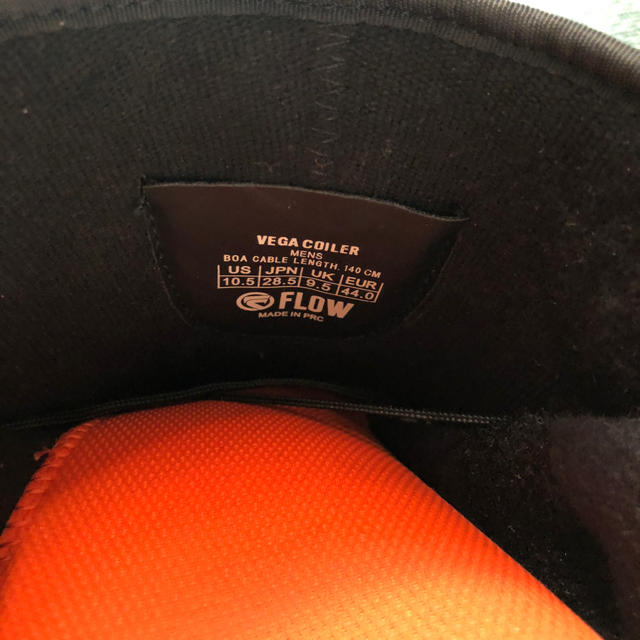 VEGA COILER
MENS
BOA CABLE LENGTH. 140 CM
US JPN UK EUR
10.5 28.5 9.5 44.0
FLOW
MADE IN PRC